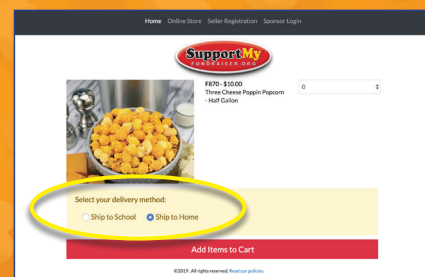 Home Online Store Seller Registration Sponsor Login
SupportMy
FUNDRAISER.ORG
F870 - $10.00
Three Cheese Poppin Popcorn
- Half Gallon
0
Select your delivery method:
Ship to School Ship to Home
Add Items to Cart
©2019. All rights reserved. Read our policies.